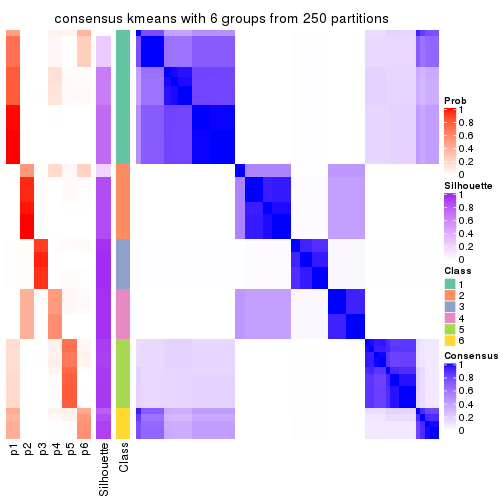 consensus kmeans with 6 groups from 250 partitions
Prob
1
0.8
0.6
0.4
0.2
0
Silhouette
1
0.8
0.6
0.4
0.2
0
Class
1
2
3
4
5
6
Consensus
1
0.8
0.6
0.4
0.2
0
p1
p2
p3
p4
p5
p6
Silhouette
Class